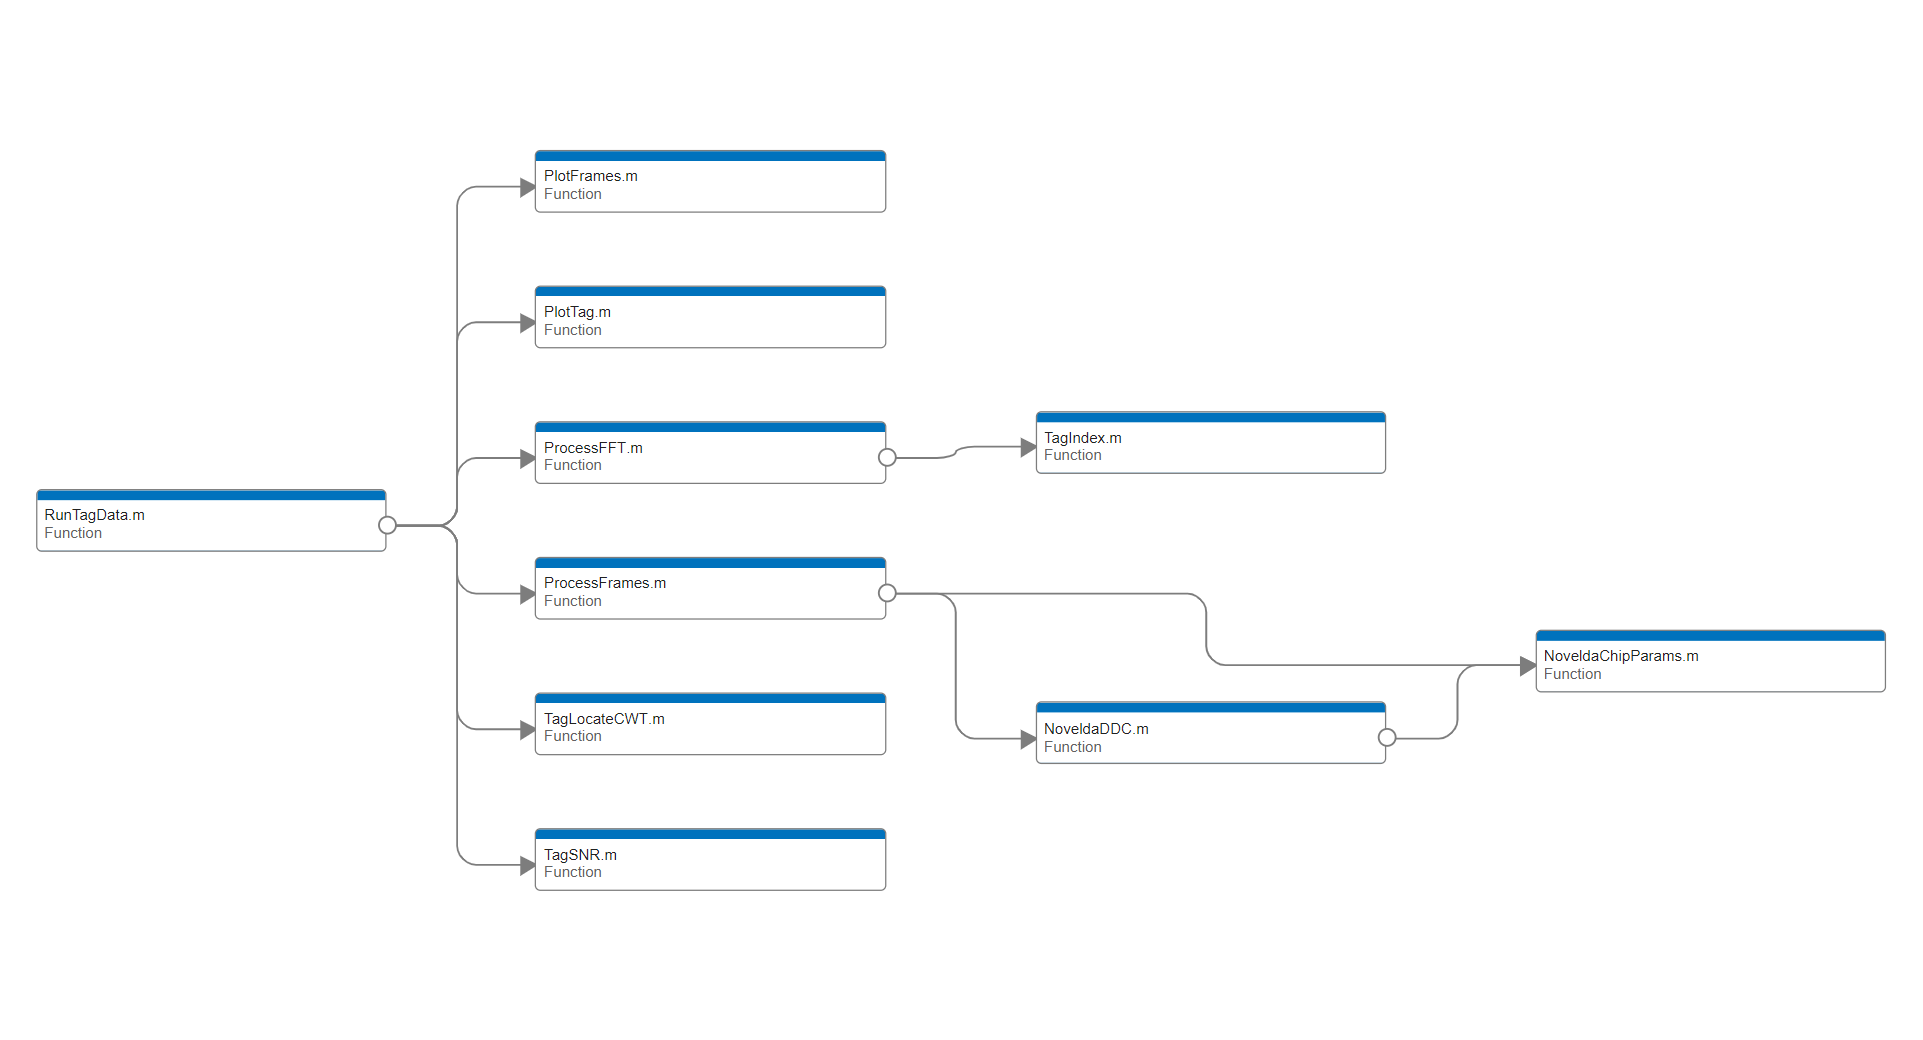 PlotFrames.m
Function
PlotTag.m
Function
ProcessFFT.m
Function
TagIndex.m
Function
RunTagData.m
Function
ProcessFrames.m
Function
NoveldaChipParams.m
Function
TagLocateCWT.m
Function
NoveldaDDC.m
Function
TagSNR.m
Function